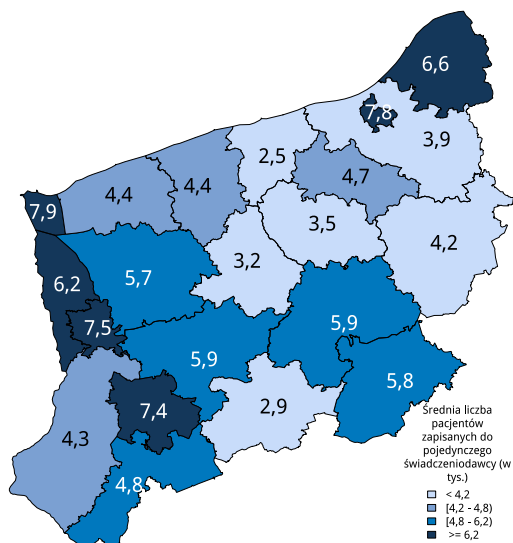 6,6
7,8
3,9
2,5
4,7
4,4
4,4
7,9
3,5
4,2
3,2
5,7
6,2
7,5
5,9
5,9
5,8
7,4
2,9
4,3
4,8
Średnia liczba
pacjentów
zapisanych do
pojedynczego
świadczeniodawcy (w
tys.)
< 4,2
[4,2 - 4,8)
[4,8 - 6,2)
>= 6,2